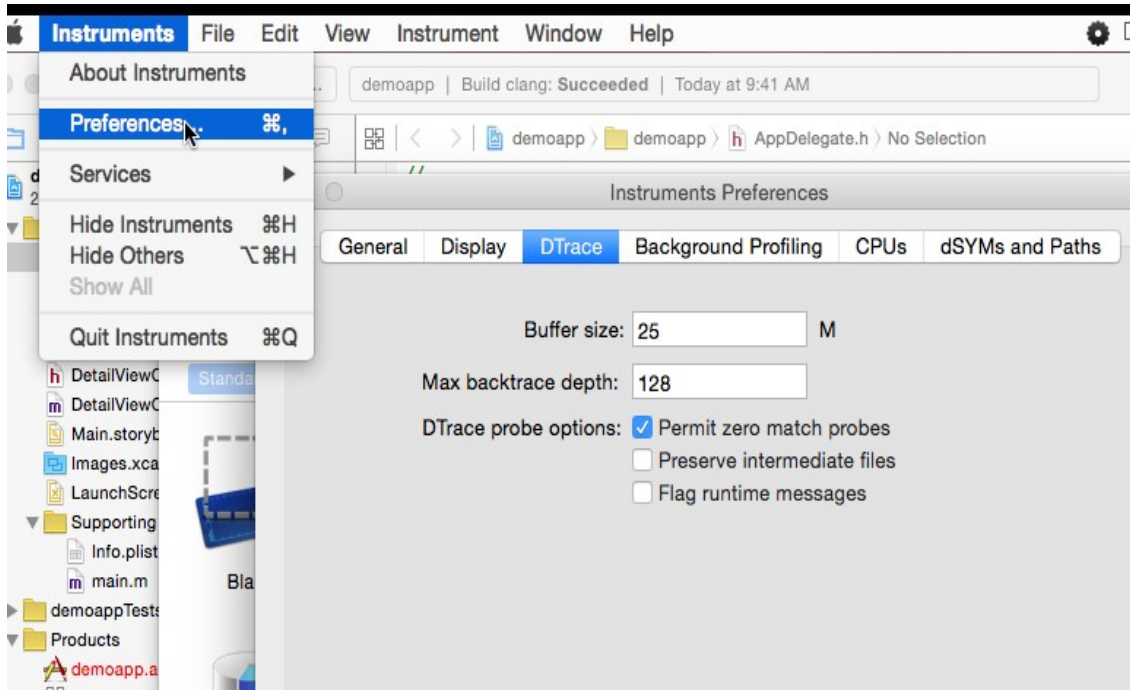 Instruments File Edit View Instrument Window Help
About Instruments
Preferences... ⌘,
Services
Hide Instruments ⌘H
Hide Others ⌥⌘H
Show All
Quit Instruments ⌘Q
demoapp | Build clang: Succeeded | Today at 9:41 AM
demoapp demoapp h AppDelegate.h No Selection
//
Instruments Preferences
General Display DTrace Background Profiling CPUs dSYMs and Paths
Buffer size: 25 M
Max backtrace depth: 128
DTrace probe options: Permit zero match probes
Preserve intermediate files
Flag runtime messages
d
2
h DetailViewC
m DetailViewC
Main.storyb
Images.xca
LaunchScre
Supporting
Info.plist
m main.m
demoappTests
Products
demoapp.a
Standa
Bla